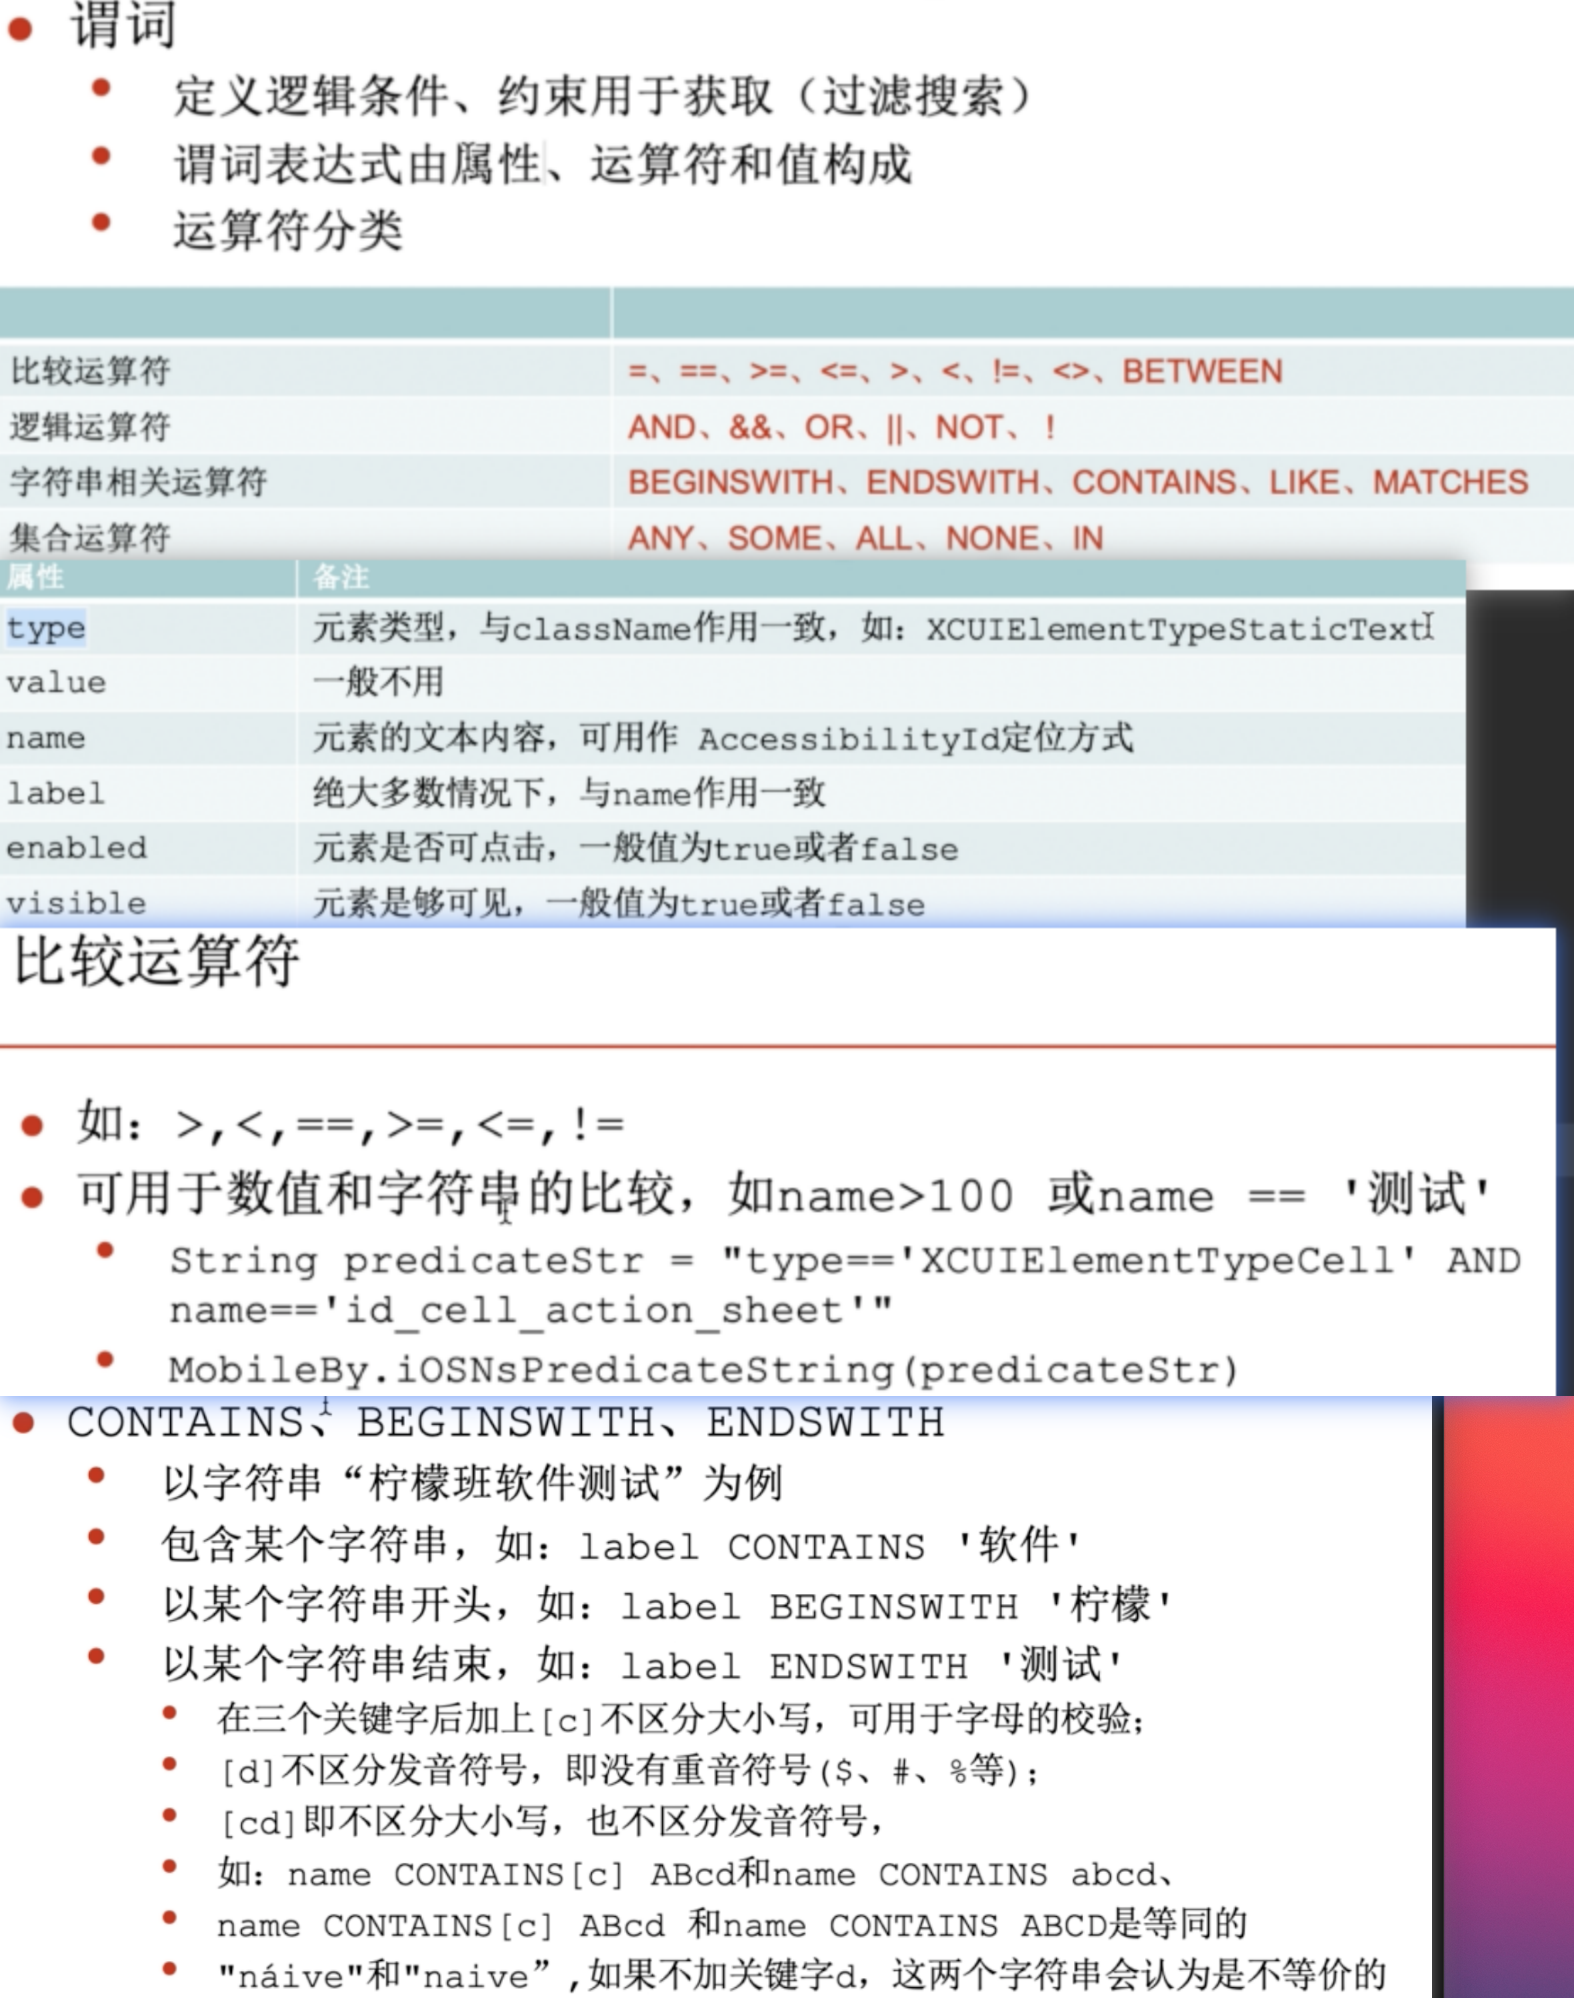 谓词
定义逻辑条件、约束用于获取（过滤搜索）
谓词表达式由属性、运算符和值构成
运算符分类
比较运算符 =、==、>=、<=、>、<、!=、<>、BETWEEN
逻辑运算符 AND、&&、OR、||、NOT、 !
字符串相关运算符 BEGINSWITH、ENDSWITH、CONTAINS、LIKE、MATCHES
集合运算符 ANY、SOME、ALL、NONE、IN
属性 备注
type 元素类型，与className作用一致，如：XCUIElementTypeStaticText
value 一般不用
name 元素的文本内容，可用作 AccessibilityId定位方式
label 绝大多数情况下，与name作用一致
enabled 元素是否可点击，一般值为true或者false
visible 元素是够可见，一般值为true或者false
比较运算符
如：>,<,==,>=,<=,!=
可用于数值和字符串的比较，如name>100 或name == '测试'
String predicateStr = "type=='XCUIElementTypeCell' AND
name=='id_cell_action_sheet'"
MobileBy.iOSNsPredicateString(predicateStr)
CONTAINS、BEGINSWITH、ENDSWITH
以字符串“柠檬班软件测试”为例
包含某个字符串，如：label CONTAINS '软件'
以某个字符串开头，如：label BEGINSWITH '柠檬'
以某个字符串结束，如：label ENDSWITH '测试'
在三个关键字后加上[c]不区分大小写，可用于字母的校验；
[d]不区分发音符号，即没有重音符号($、#、%等)；
[cd]即不区分大小写，也不区分发音符号，
如：name CONTAINS[c] ABcd和name CONTAINS abcd、
name CONTAINS[c] ABcd 和name CONTAINS ABCD是等同的
"náive"和"naive”,如果不加关键字d，这两个字符串会认为是不等价的